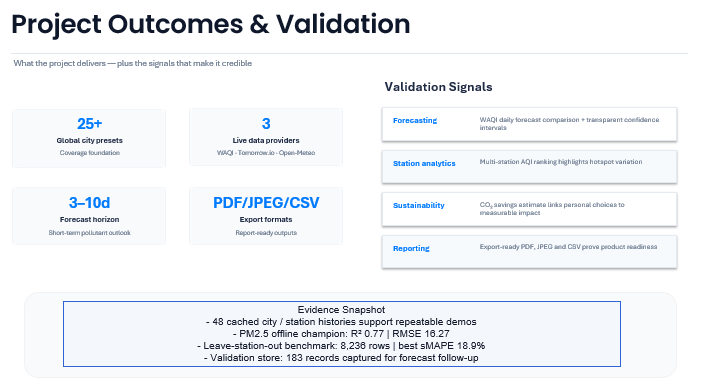 Project Outcomes & Validation
What the project delivers — plus the signals that make it credible
25+
Global city presets
Coverage foundation
3
Live data providers
WAQI · Tomorrow.io · Open-Meteo
3–10d
Forecast horizon
Short-term pollutant outlook
PDF/JPEG/CSV
Export formats
Report-ready outputs
Validation Signals
Forecasting
WAQI daily forecast comparison + transparent confidence
intervals
Station analytics
Multi-station AQI ranking highlights hotspot variation
Sustainability
CO₂ savings estimate links personal choices to
measurable impact
Reporting
Export-ready PDF, JPEG and CSV prove product readiness
Evidence Snapshot
- 48 cached city / station histories support repeatable demos
- PM2.5 offline champion: R² 0.77 | RMSE 16.27
- Leave-station-out benchmark: 8,236 rows | best sMAPE 18.9%
- Validation store: 183 records captured for forecast follow-up